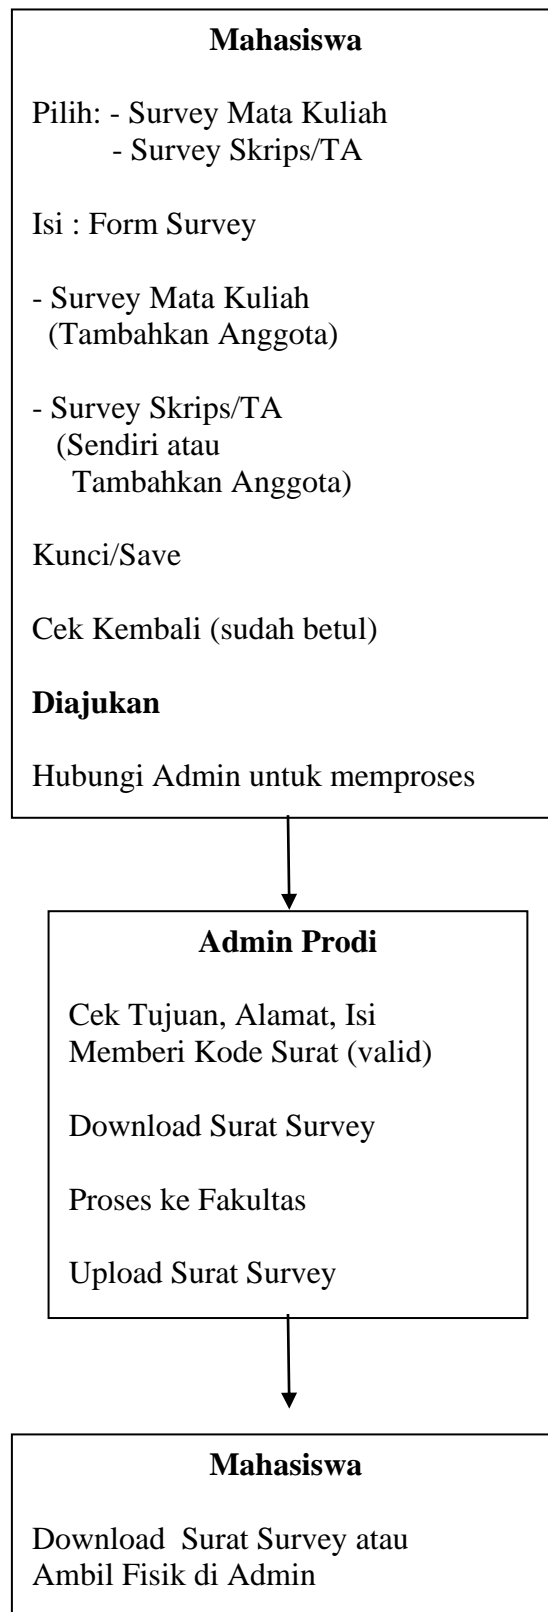 Mahasiswa
Pilih: - Survey Mata Kuliah
- Survey Skrips/TA
Isi : Form Survey
- Survey Mata Kuliah
(Tambahkan Anggota)
- Survey Skrips/TA
(Sendiri atau
Tambahkan Anggota)
Kunci/Save
Cek Kembali (sudah betul)
Diajukan
Hubungi Admin untuk memproses
Admin Prodi
Cek Tujuan, Alamat, Isi
Memberi Kode Surat (valid)
Download Surat Survey
Proses ke Fakultas
Upload Surat Survey
Mahasiswa
Download  Surat Survey atau
Ambil Fisik di Admin